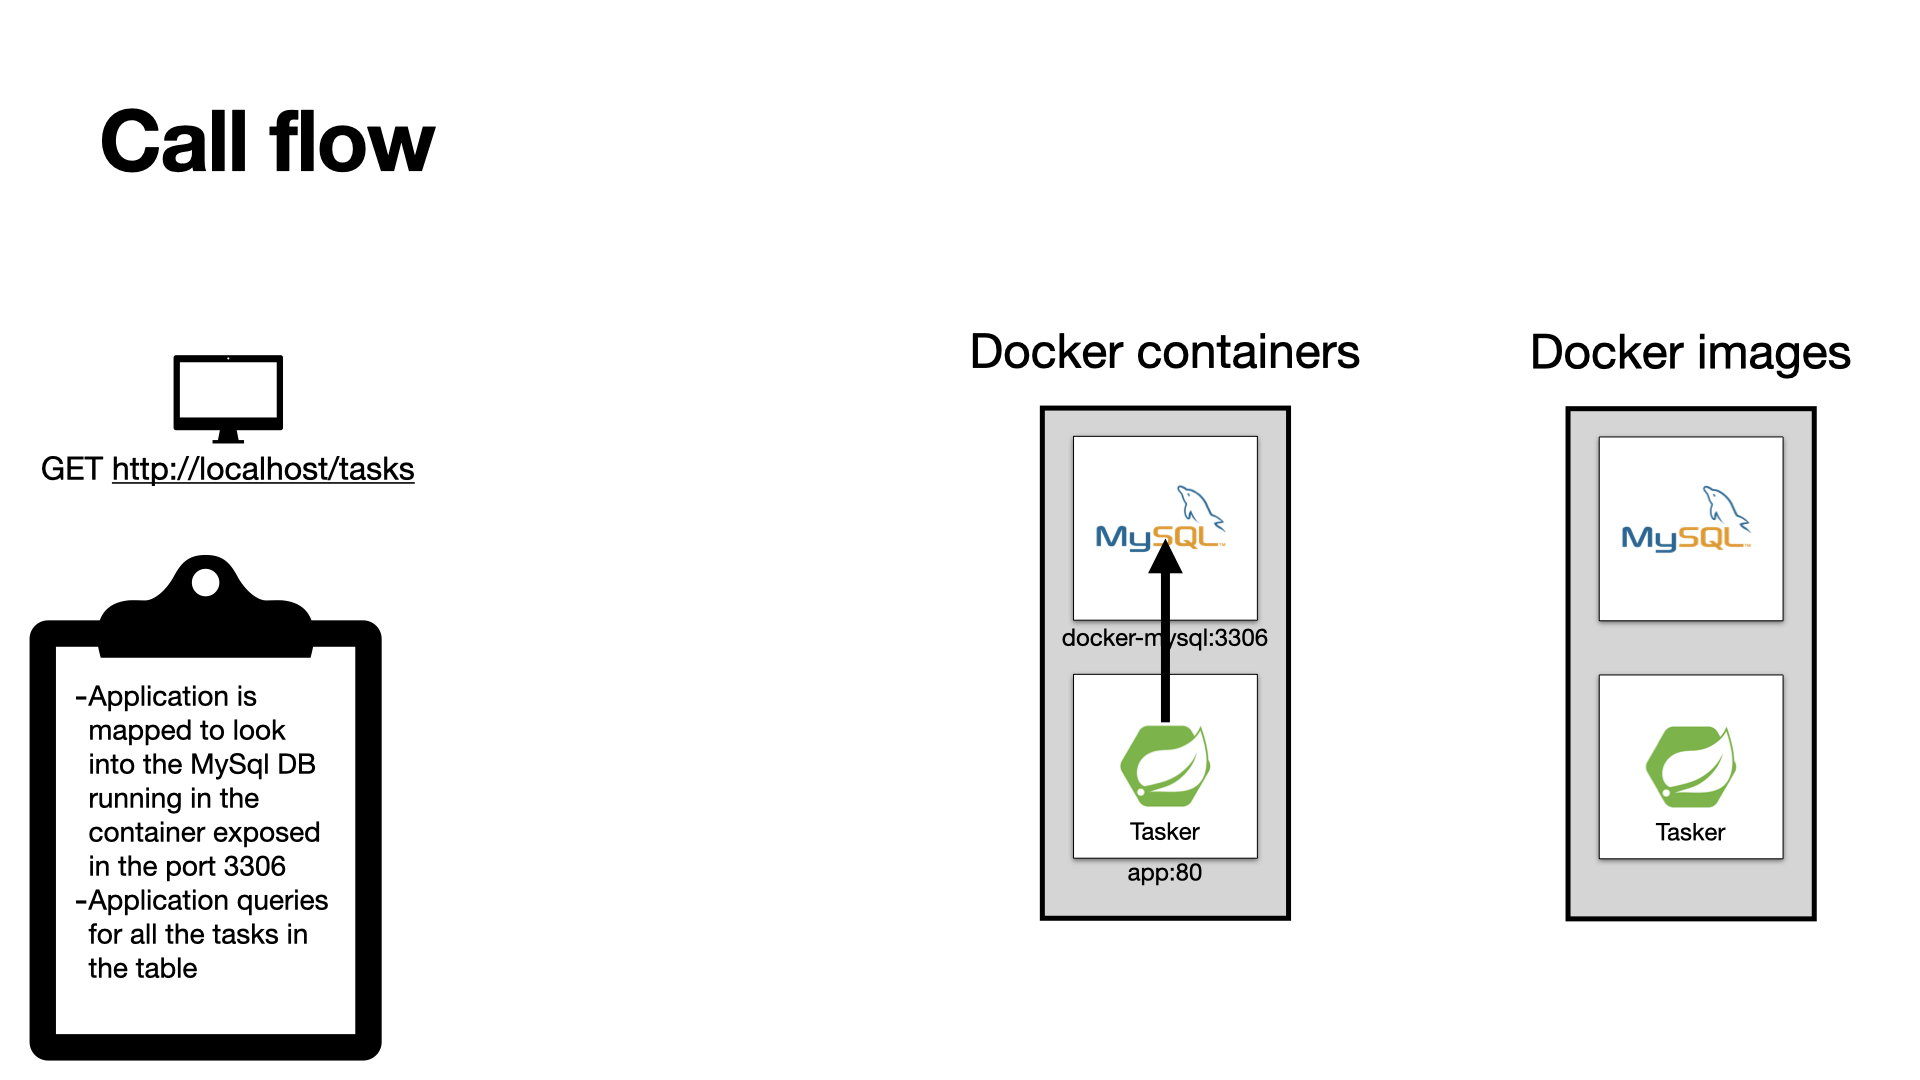 Call flow
Docker containers
Docker images
GET http://localhost/tasks
MySQL™
docker-mysql:3306
Tasker
app:80
MySQL™
Tasker
-Application is
mapped to look
into the MySql DB
running in the
container exposed
in the port 3306
-Application queries
for all the tasks in
the table